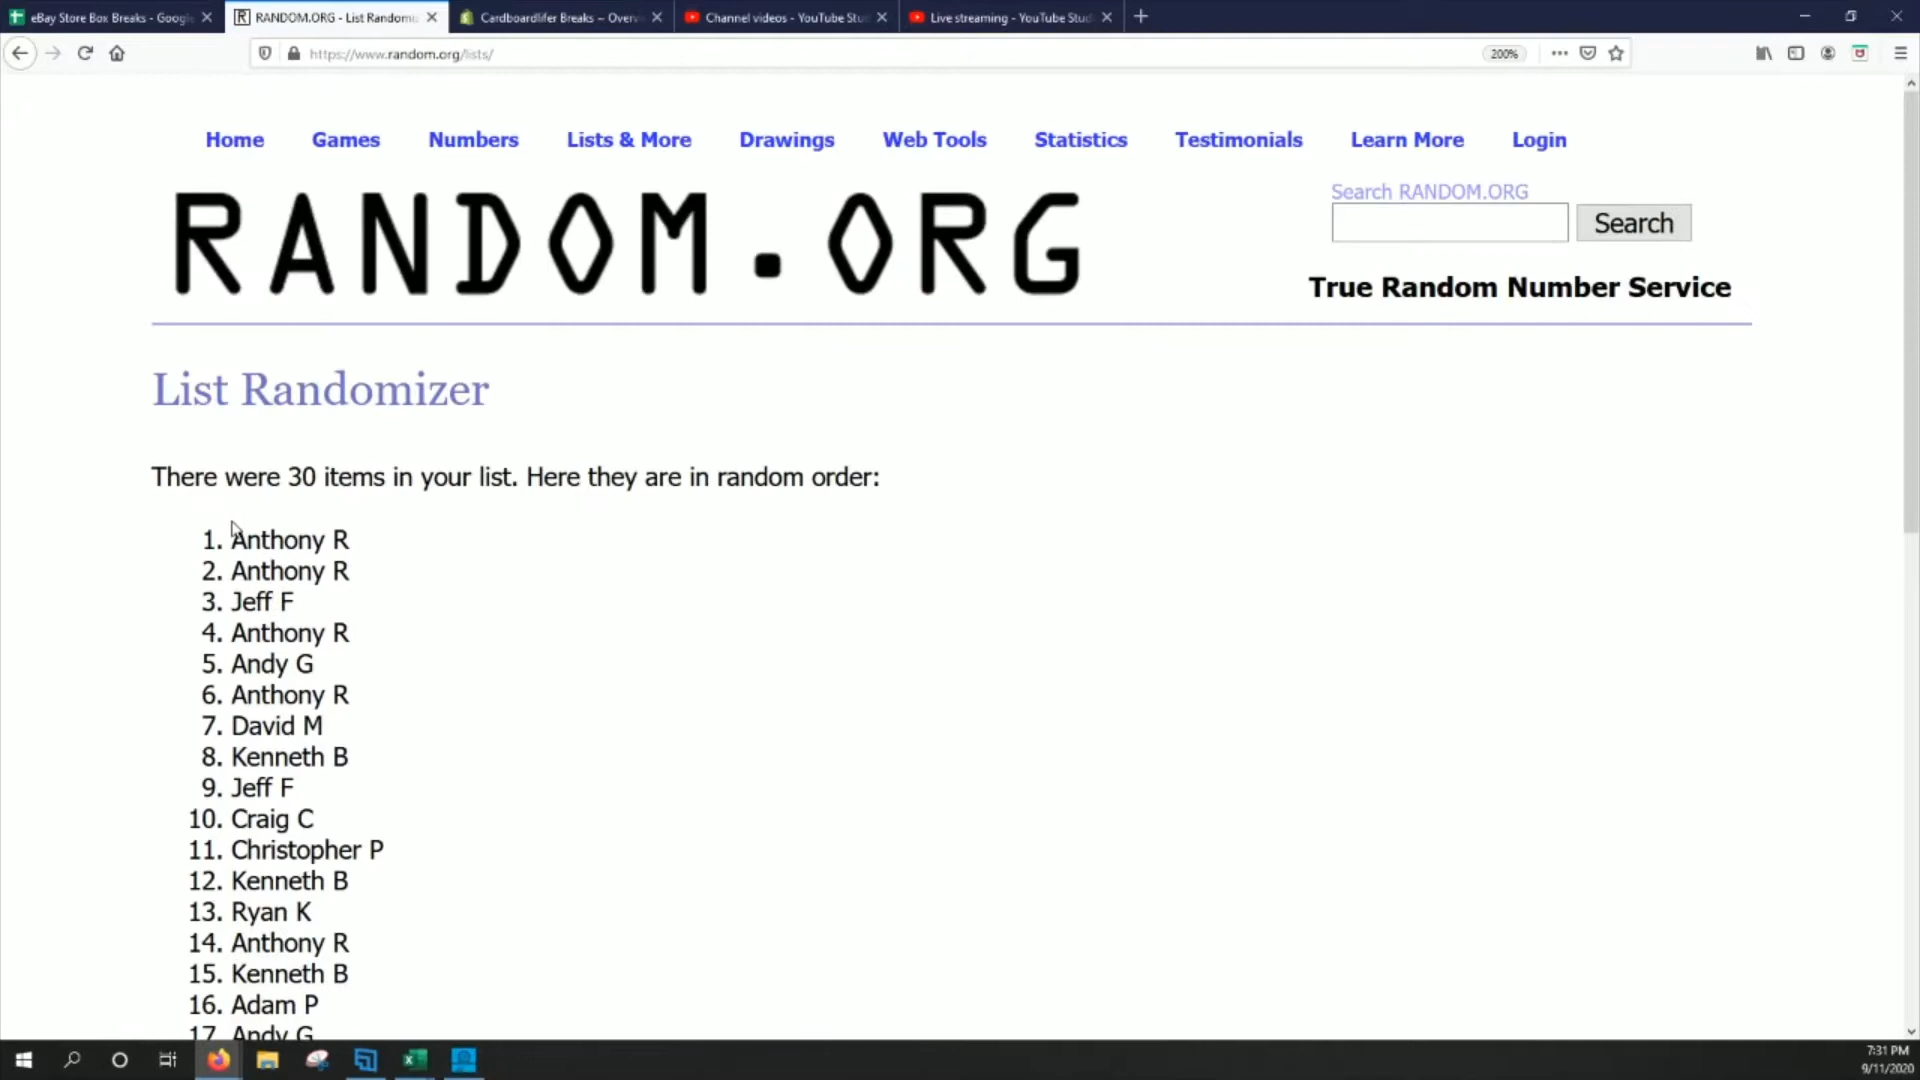 eBay Store Box Breaks - Google
RANDOM.ORG - List Randomiz
Cardboardlifer Breaks ~ Overv
Channel videos - YouTube Stud
Live streaming - YouTube Stud
https://www.random.org/lists/
200%
Home Games Numbers Lists & More Drawings Web Tools Statistics Testimonials Learn More Login
RANDOM.ORG
Search RANDOM.ORG
Search
True Random Number Service
List Randomizer
There were 30 items in your list. Here they are in random order:
1. Anthony R
2. Anthony R
3. Jeff F
4. Anthony R
5. Andy G
6. Anthony R
7. David M
8. Kenneth B
9. Jeff F
10. Craig C
11. Christopher P
12. Kenneth B
13. Ryan K
14. Anthony R
15. Kenneth B
16. Adam P
17. Andy G
7:31 PM
9/11/2020